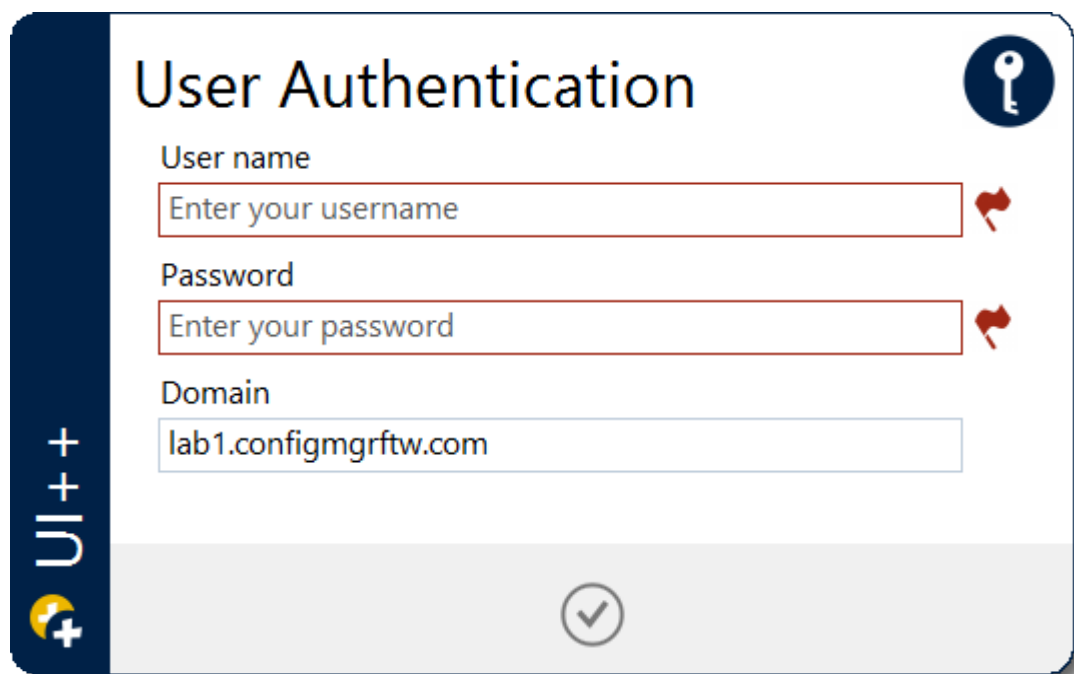 User Authentication
User name
Enter your username
Password
Enter your password
Domain
lab1.configmgrftw.com
UI++